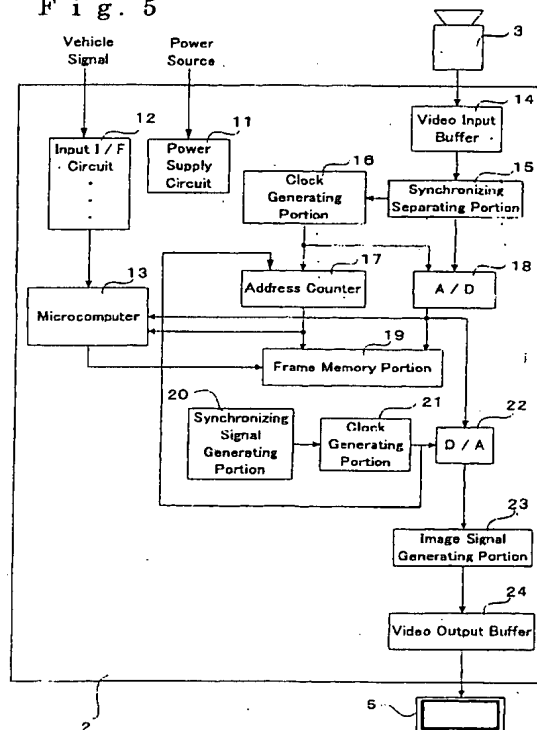 Fig. 5
Vehicle
Signal
Power
Source
3
12
Input I/F
Circuit
11
Power
Supply
Circuit
14
Video Input
Buffer
16
Clock
Generating
Portion
15
Synchronizing
Separating Portion
17
Address Counter
18
A/D
13
Microcomputer
19
Frame Memory Portion
20
Synchronizing
Signal
Generating
Portion
21
Clock
Generating
Portion
22
D/A
23
Image Signal
Generating Portion
24
Video Output Buffer
2
5